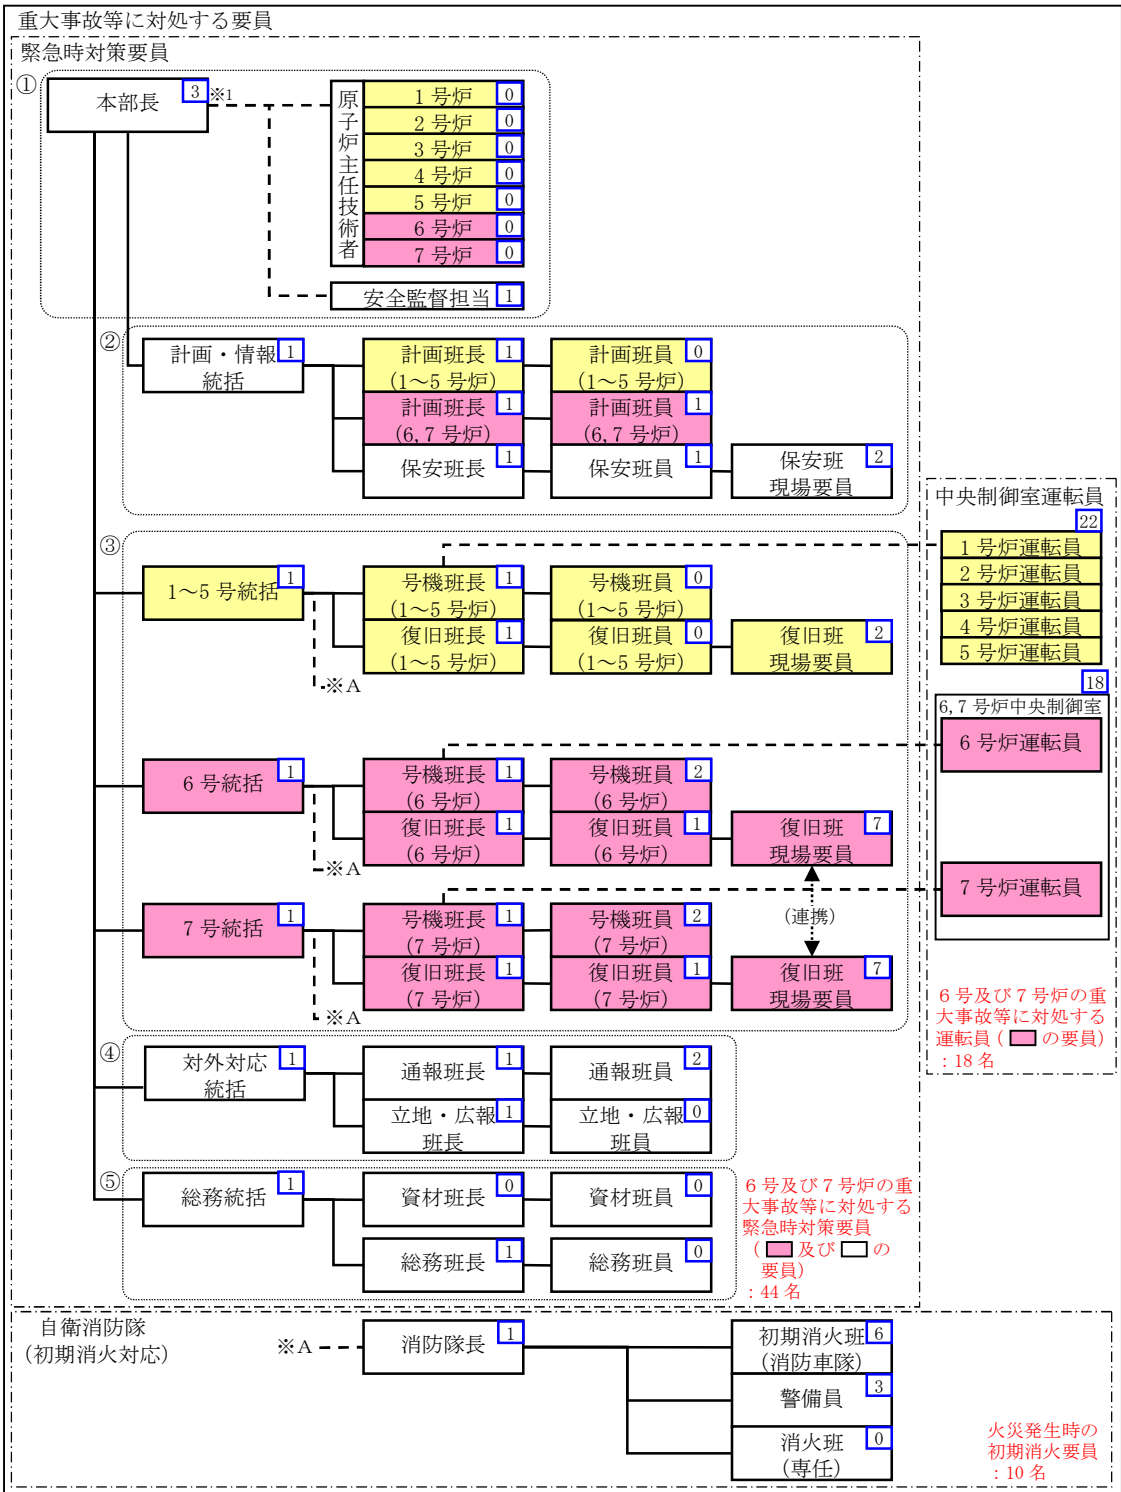 重大事故等に対処する要員
緊急時対策要員
①
本部長
3
※1
原子炉主任技術者
1 号炉
0
2 号炉
0
3 号炉
0
4 号炉
0
5 号炉
0
6 号炉
0
7 号炉
0
安全監督担当
1
②
計画・情報
統括
1
計画班長
(1～5 号炉)
1
計画班員
(1～5 号炉)
0
計画班長
(6,7 号炉)
1
計画班員
(6,7 号炉)
1
保安班長
1
保安班員
1
保安班
現場要員
2
中央制御室運転員
22
1 号炉運転員
2 号炉運転員
3 号炉運転員
4 号炉運転員
5 号炉運転員
③
1～5 号統括
1
号機班長
(1～5 号炉)
1
号機班員
(1～5 号炉)
0
復旧班長
(1～5 号炉)
1
復旧班員
(1～5 号炉)
0
復旧班
現場要員
2
※A
18
6,7 号炉中央制御室
6 号炉運転員
7 号炉運転員
6 号統括
1
号機班長
(6 号炉)
1
号機班員
(6 号炉)
2
復旧班長
(6 号炉)
1
復旧班員
(6 号炉)
1
復旧班
現場要員
7
※A
(連携)
7 号統括
1
号機班長
(7 号炉)
1
号機班員
(7 号炉)
2
復旧班長
(7 号炉)
1
復旧班員
(7 号炉)
1
復旧班
現場要員
7
※A
6 号及び 7 号炉の重
大事故等に対処する
運転員( の要員)
: 18 名
④
対外対応
統括
1
通報班長
1
通報班員
2
立地・広報
班長
1
立地・広報
班員
0
⑤
総務統括
1
資材班長
0
資材班員
0
総務班長
1
総務班員
0
6 号及び 7 号炉の重
大事故等に対処する
緊急時対策要員
( 及び の
要員)
: 44 名
自衛消防隊
(初期消火対応)
※A
消防隊長
1
初期消火班
(消防車隊)
6
警備員
3
消火班
(専任)
0
火災発生時の
初期消火要員
: 10 名